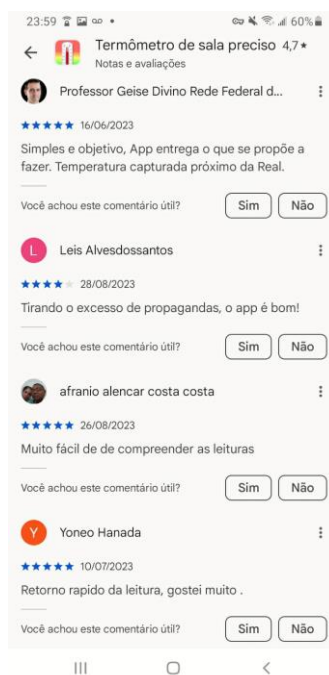 23:59
60%
Termômetro de sala preciso 4,7★
Notas e avaliações
Professor Geise Divino Rede Federal d...
16/06/2023
Simples e objetivo, App entrega o que se propõe a
fazer. Temperatura capturada próximo da Real.
Você achou este comentário útil? Sim Não
L Leis Alvesdossantos
28/08/2023
Tirando o excesso de propagandas, o app é bom!
Você achou este comentário útil? Sim Não
afranio alencar costa costa
26/08/2023
Muito fácil de de compreender as leituras
Você achou este comentário útil? Sim Não
Y Yoneo Hanada
10/07/2023
Retorno rapido da leitura, gostei muito .
Você achou este comentário útil? Sim Não